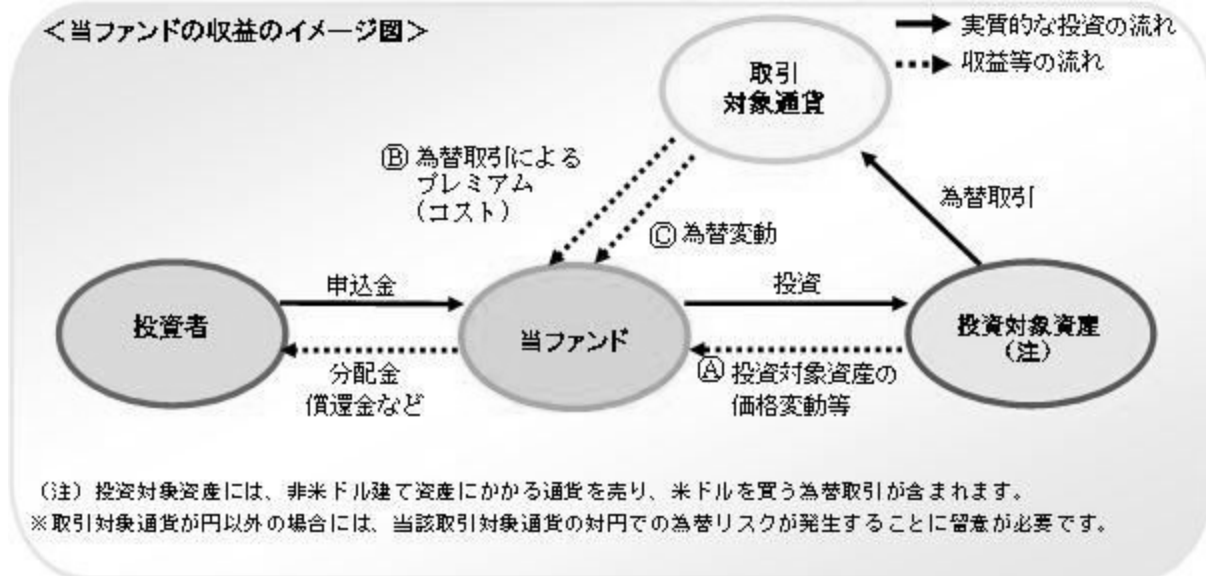 ＜当ファンドの収益のイメージ図＞
実質的な投資の流れ
収益等の流れ
取引
対象通貨
Ⓑ 為替取引による
プレミアム
（コスト）
Ⓒ 為替変動
為替取引
投資者
申込金
分配金
償還金など
当ファンド
投資
Ⓐ 投資対象資産の
価格変動等
投資対象資産
（注）
（注）投資対象資産には、非米ドル建て資産にかかる通貨を売り、米ドルを買う為替取引が含まれます。
※取引対象通貨が円以外の場合には、当該取引対象通貨の対円での為替リスクが発生することに留意が必要です。